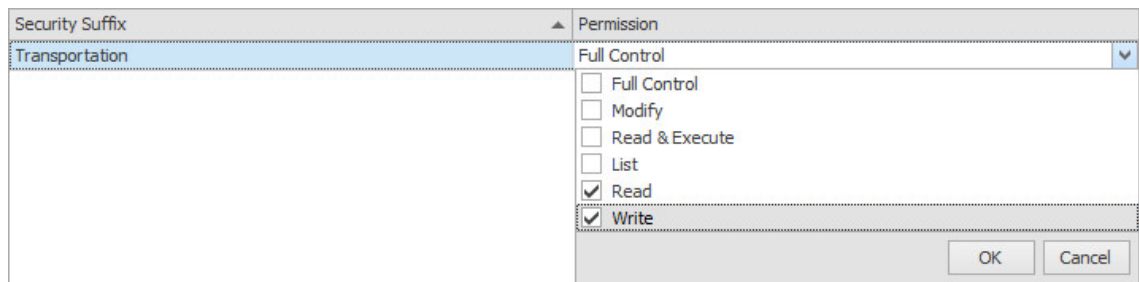 Security Suffix Permission
Transportation Full Control
Full Control
Modify
Read & Execute
List
Read
Write
OK Cancel